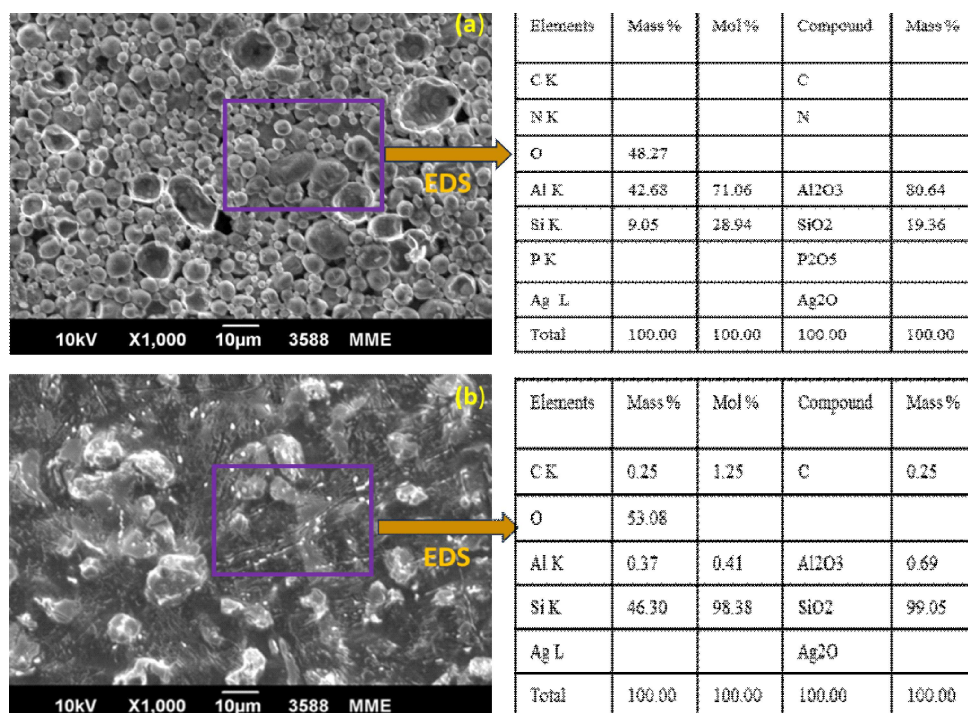 (a)
EDS
10kV X1,000 10µm 3588 MME
Elements Mass% Mol% Compound Mass%
C K C
N K N
O 48.27
Al K 42.68 71.06 Al2O3 80.64
Si K 9.05 28.94 SiO2 19.36
P K P2O5
Ag L Ag2O
Total 100.00 100.00 100.00 100.00
(b)
EDS
10kV X1,000 10µm 3588 MME
Elements Mass% Mol% Compound Mass%
C K 0.25 1.25 C 0.25
O 53.08
Al K 0.37 0.41 Al2O3 0.69
Si K 46.30 98.38 SiO2 99.05
Ag L Ag2O
Total 100.00 100.00 100.00 100.00